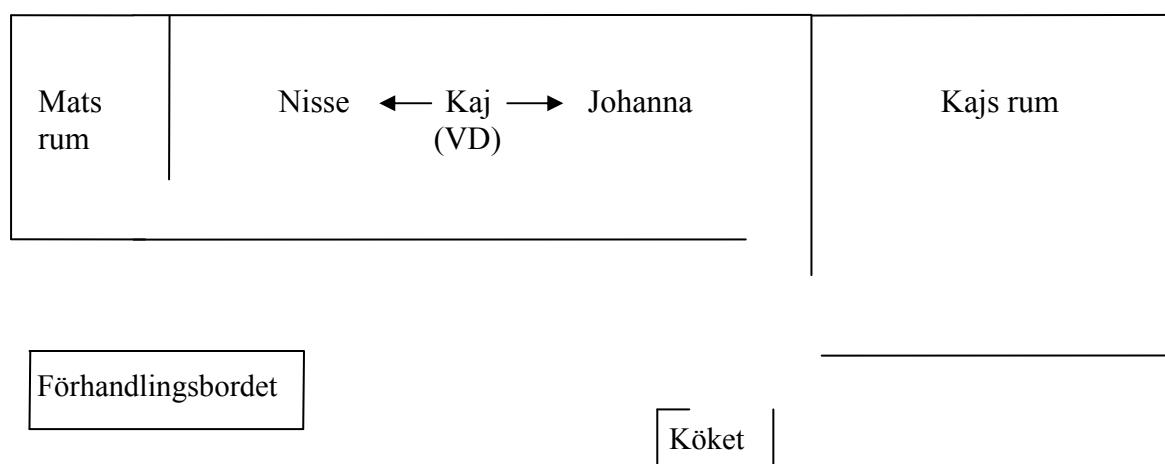 Mats
rum
Nisse Kaj Johanna
(VD)
Kajs rum
Förhandlingsbordet
Köket